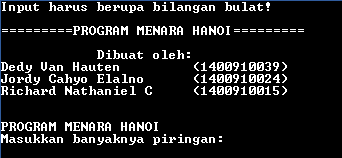 Input harus berupa bilangan bulat!
=========PROGRAM MENARA HANOI=========
Dibuat oleh:
Dedy Van Hauten (1400910039)
Jordy Cahyo Elalno (1400910024)
Richard Nathaniel C (1400910015)
PROGRAM MENARA HANOI
Masukkan banyaknya piringan: